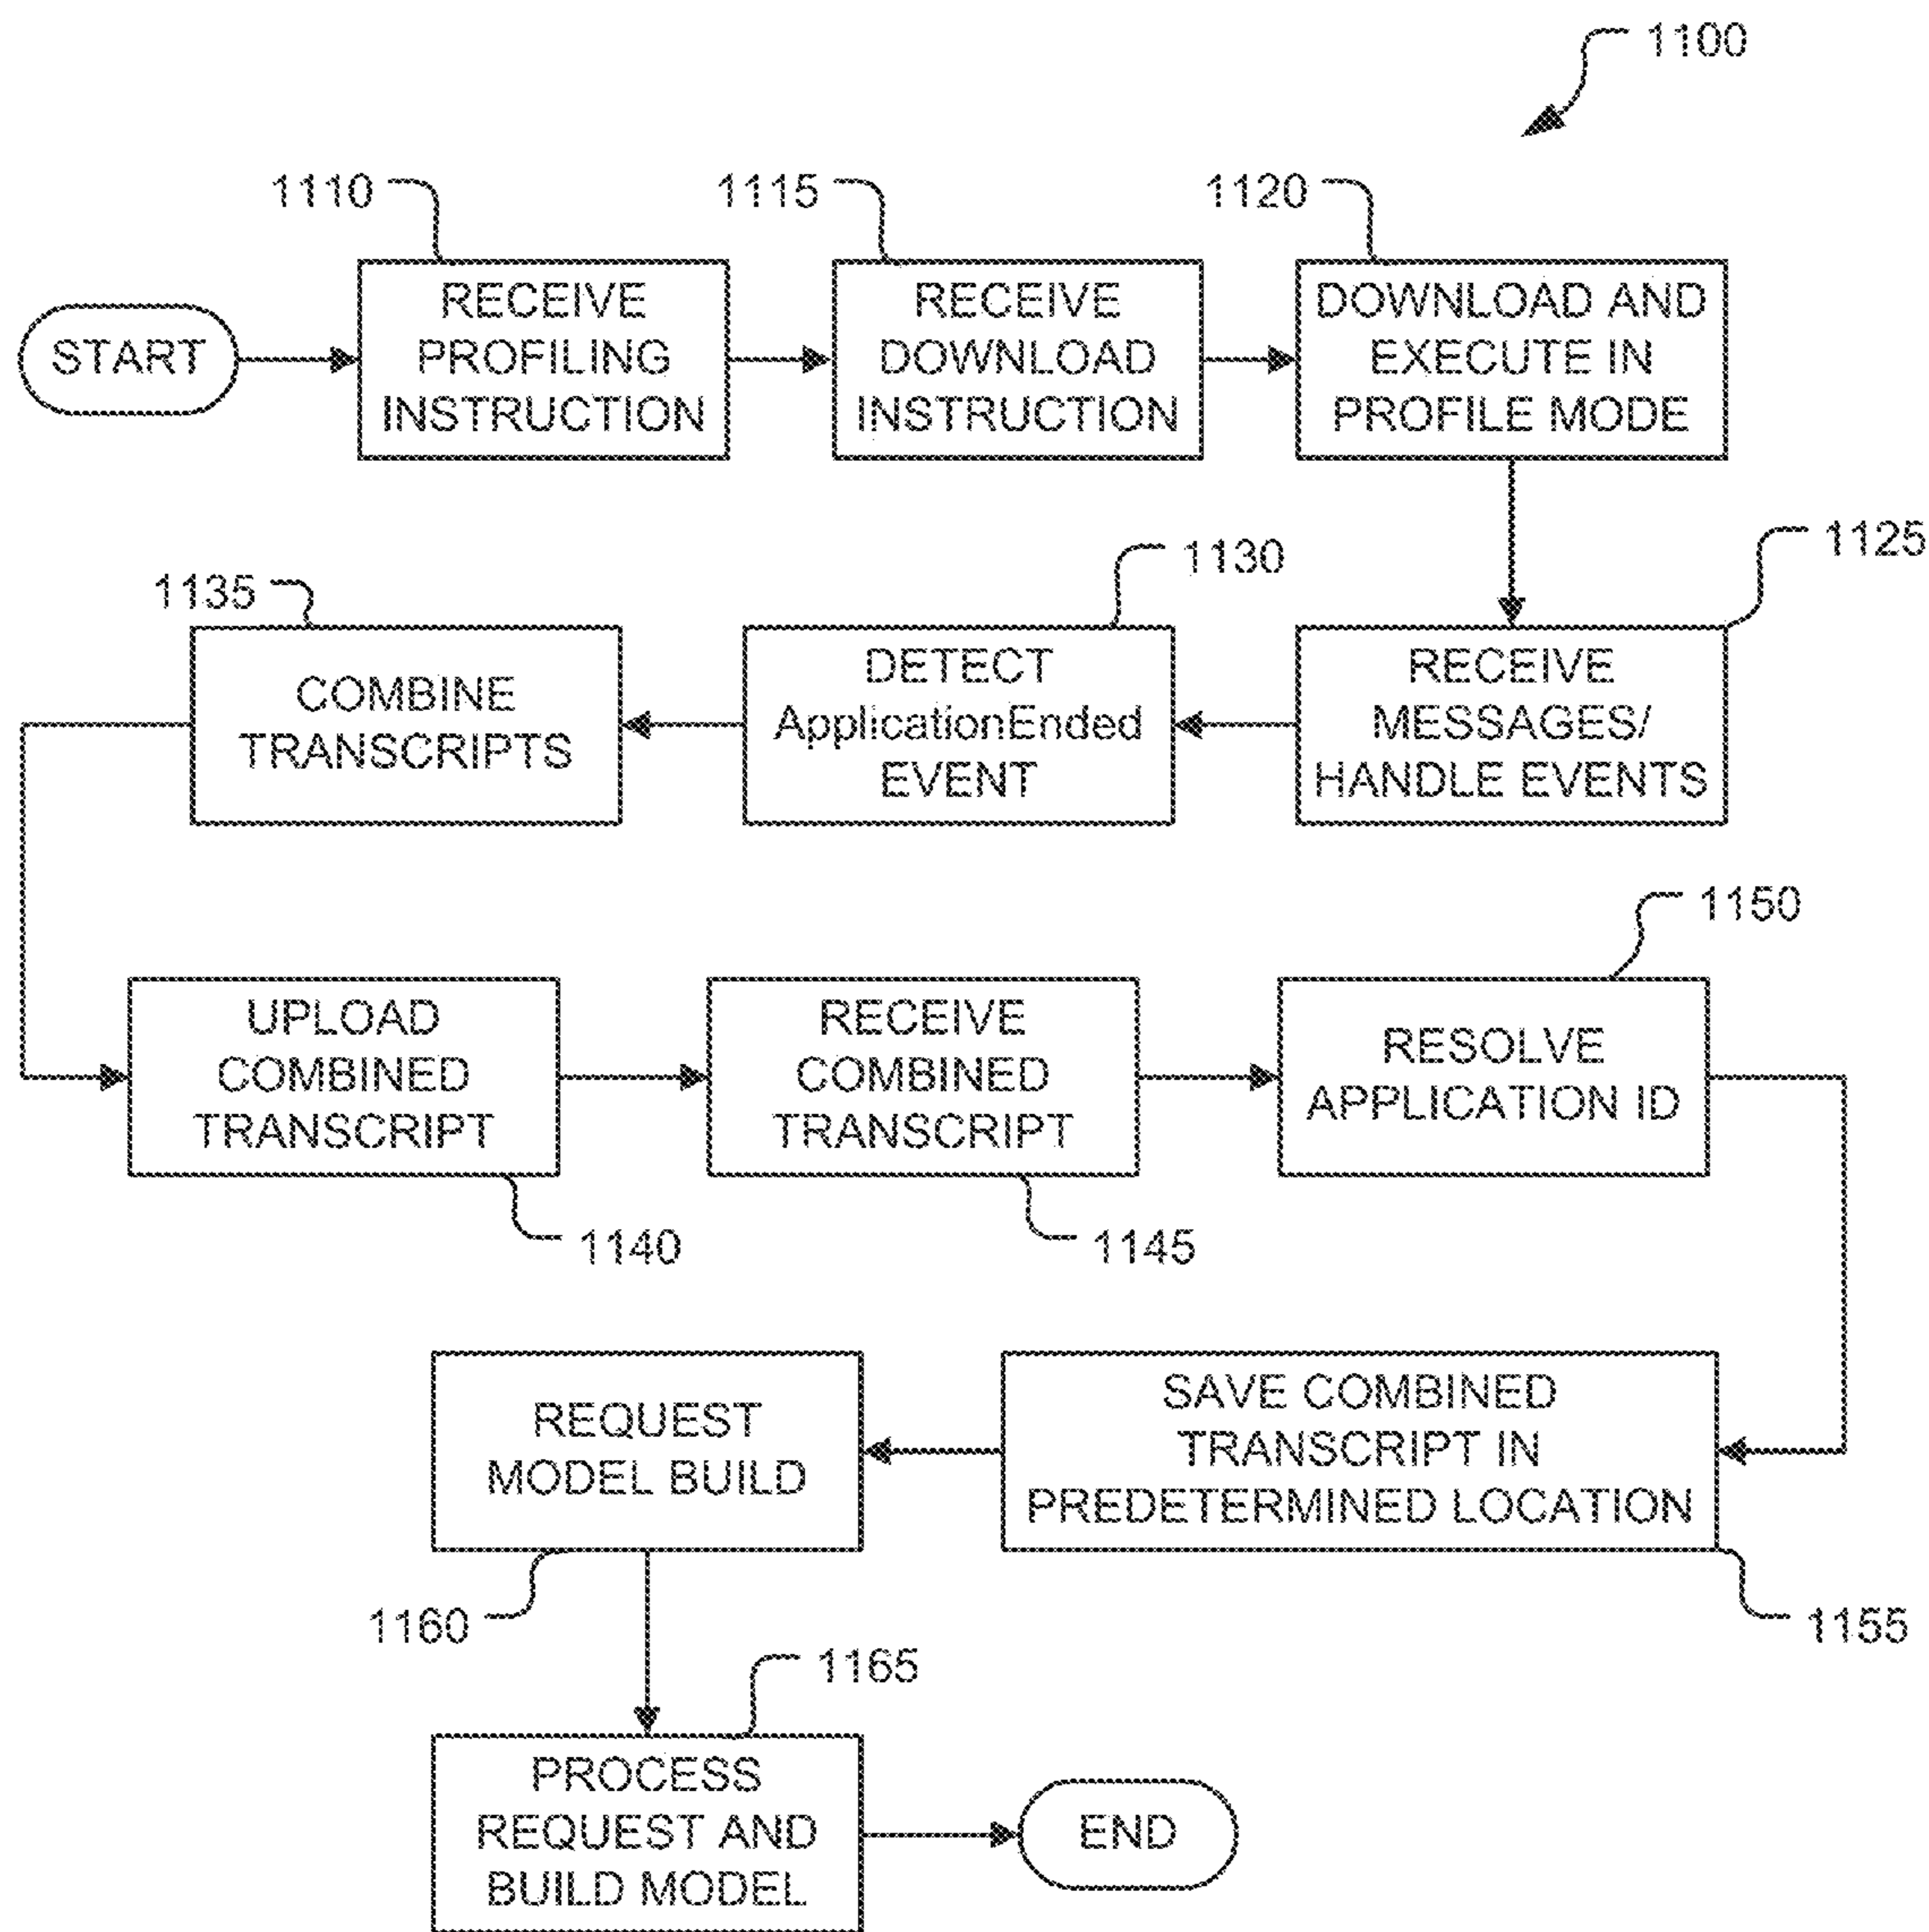 1100
1110
1115
1120
START
RECEIVE
PROFILING
INSTRUCTION
RECEIVE
DOWNLOAD
INSTRUCTION
DOWNLOAD AND
EXECUTE IN
PROFILE MODE
1125
1130
1135
RECEIVE
MESSAGES/
HANDLE EVENTS
DETECT
ApplicationEnded
EVENT
COMBINE
TRANSCRIPTS
1150
UPLOAD
COMBINED
TRANSCRIPT
RECEIVE
COMBINED
TRANSCRIPT
RESOLVE
APPLICATION ID
1140
1145
SAVE COMBINED
TRANSCRIPT IN
PREDETERMINED LOCATION
REQUEST
MODEL BUILD
1160
1155
1165
PROCESS
REQUEST AND
BUILD MODEL
END